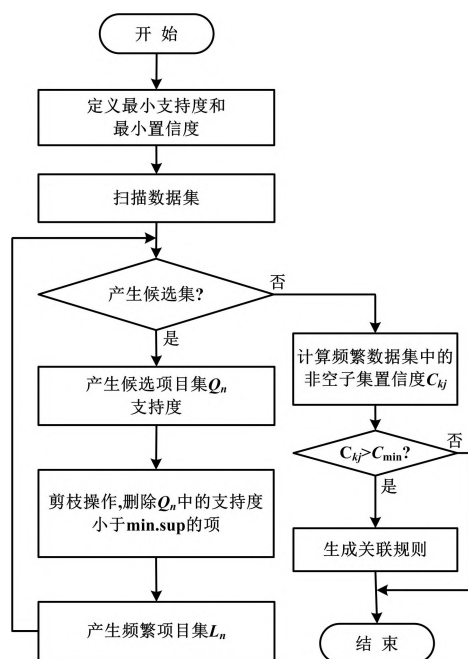 开 始
定义最小支持度和
最小置信度
扫描数据集
产生候选集?
否
是
产生候选项目集Qn
支持度
剪枝操作,删除Qn中的支持度
小于min.sup的项
产生频繁项目集Ln
计算频繁数据集中的
非空子集置信度Ckj
Ckj>Cmin?
否
是
生成关联规则
结 束